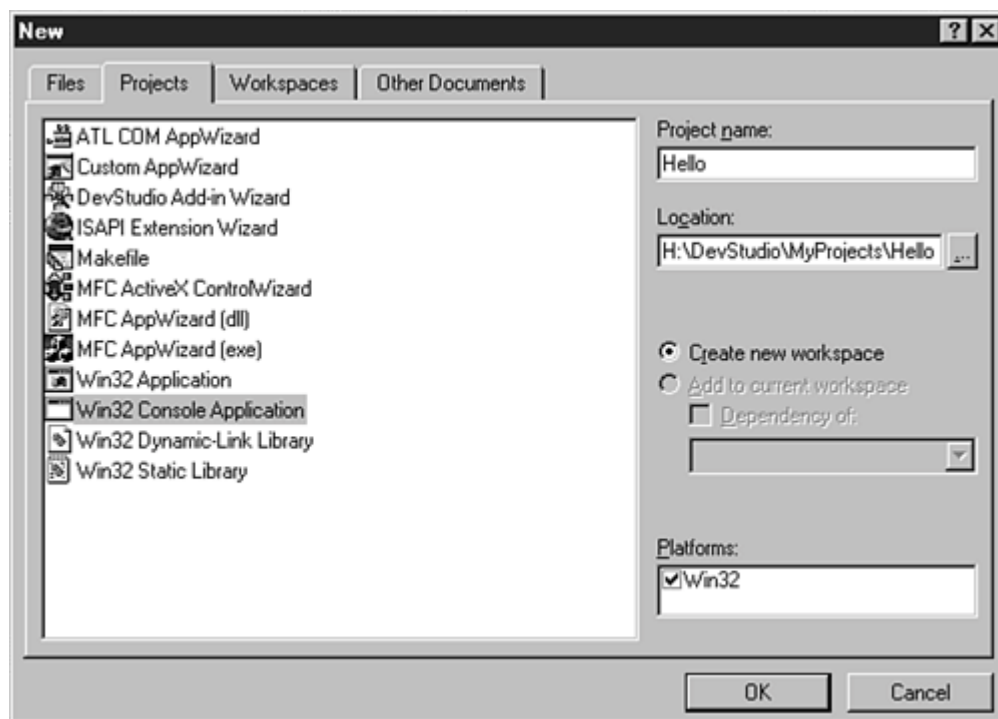 New
Files Projects Workspaces Other Documents
ATL COM AppWizard
Custom AppWizard
DevStudio Add-in Wizard
ISAPI Extension Wizard
Makefile
MFC ActiveX ControlWizard
MFC AppWizard (dll)
MFC AppWizard (exe)
Win32 Application
Win32 Console Application
Win32 Dynamic-Link Library
Win32 Static Library
Project name:
Hello
Location:
H:\DevStudio\MyProjects\Hello ...
Create new workspace
Add to current workspace
Dependency of:
Platforms:
Win32
OK Cancel